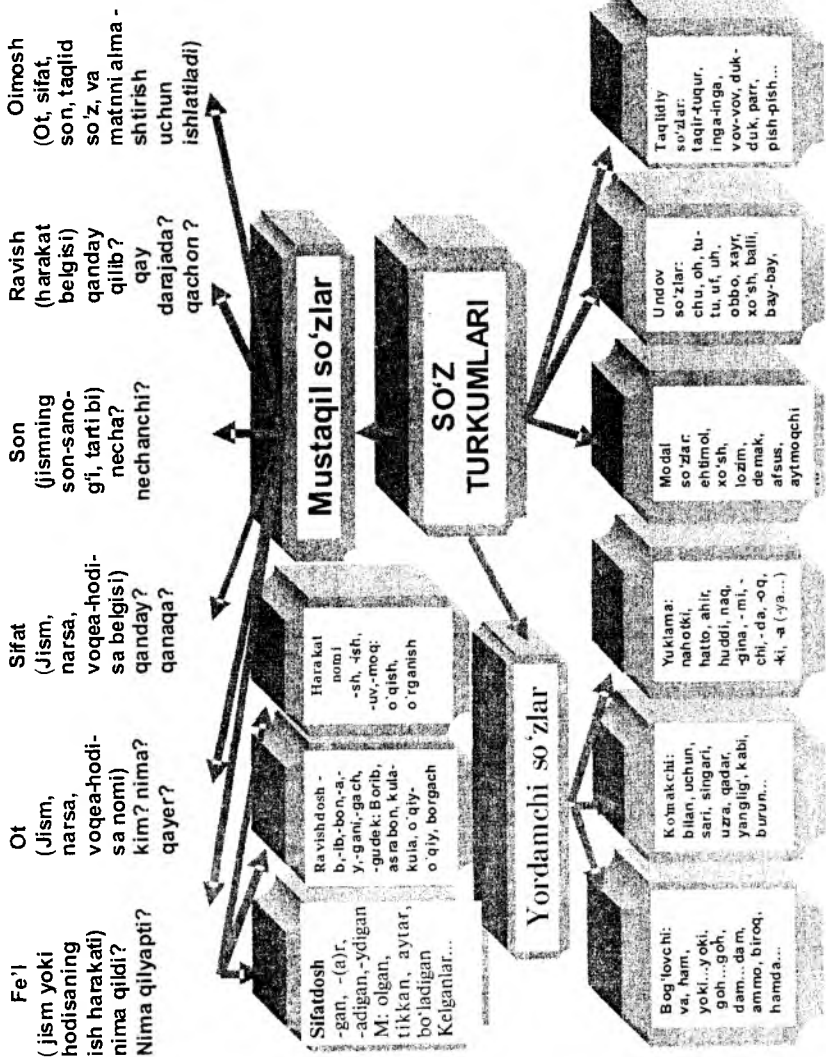 Fe'l
(jism yoki
hodisaning
ish harakati)
nima qildi?
Nima qilyapti?
Ot
(Jism,
narsa,
voqea-hodi-
sa nomi)
kim? nima?
qayer?
Sifat
(Jism,
narsa,
voqea-hodi-
sa belgisi)
qanday?
qanaqa?
Son
(jismning
son-sano-
g'i, tarti bi)
necha?
nechanchi?
Ravish
(harakat
belgisi)
qanday
qilib?
qay
darajada?
qachon?
Oimosh
(Ot, sifat,
son, taqlid
so'z, va
matnni alma-
shtirish
uchun
ishlatiladi)
Sifatdosh
-gan, -(a)r,
-adigan,-ydigan
M: olgan,
tikkan, aytar,
bo'ladigan
Kelganlar...
Ravishdosh -
b,-ib,-bon,-a,-
y,-gani,-gach,
-gudek: Borib,
asrabon, kula-
kula, o'qiy-
o'qiy, borgach
Harakat
nomi
-sh, -ish,
-uv,-moq:
o'qish,
o'rganish
Mustaqil so'zlar
SO'Z
TURKUMLARI
Yordamchi so'zlar
Bog'lovchi:
va, ham,
yoki...yoki,
goh...goh,
dam...dam,
ammo, biroq,
hamda...
Ko'makchi:
bilan, uchun,
sari, singari,
uzra, qadar,
yanglig', kabi,
burun...
Yuklama:
nahotki,
hatto, ahir,
huddi, naq,
-gina, - mi, -
chi, - da, -oq,
-ki, -a (-ya...)
Modal
so'zlar:
ehtimol,
xo'sh,
lozim,
demak,
afsus,
aytmoqchi
Undov
so'zlar:
chu, oh, tu-
tu, uf, uh,
obbo, xayr,
xo'sh, balli,
bay-bay,
Taqlidiy
so'zlar:
taqir-tuqur,
inga-inga,
vov-vov, duk-
duk, parr,
pish-pish...